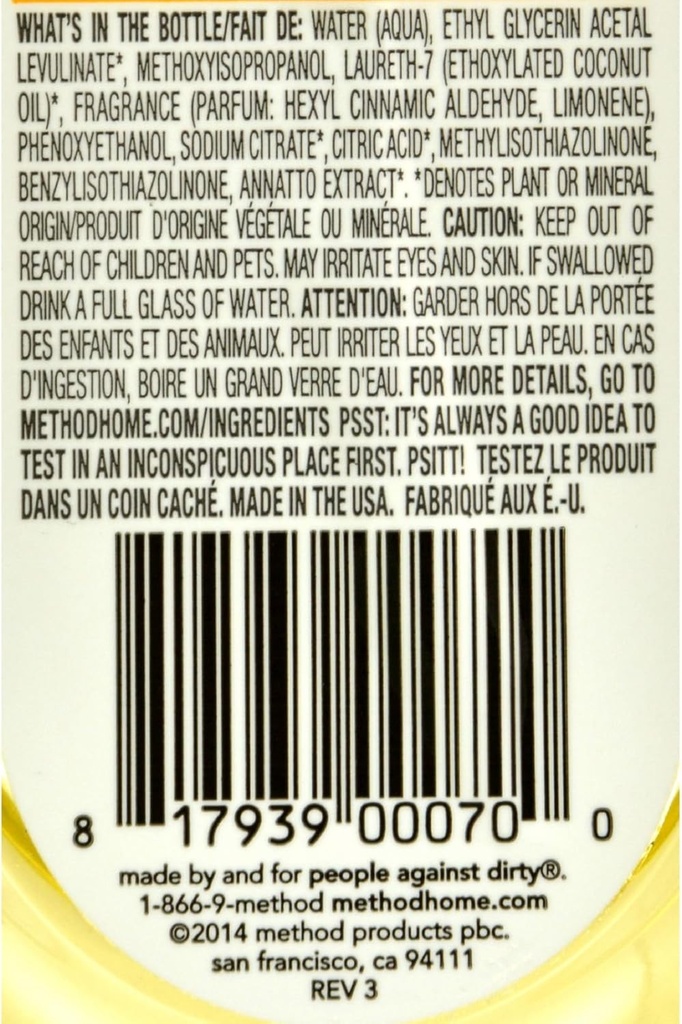 WHAT'S IN THE BOTTLE/FAIT DE: WATER (AQUA), ETHYL GLYCERIN ACETAL
LEVULINATE*, METHOXYISOPROPANOL, LAURETH-7 (ETHOXYLATED COCONUT
OIL)*, FRAGRANCE (PARFUM: HEXYL CINNAMIC ALDEHYDE, LIMONENE),
PHENOXYETHANOL, SODIUM CITRATE*, CITRIC ACID*, METHYLISOTHIAZOLINONE,
BENZYLISOTHIAZOLINONE, ANNATTO EXTRACT*. *DENOTES PLANT OR MINERAL
ORIGIN/PRODUIT D'ORIGINE VÉGÉTALE OU MINÉRALE. CAUTION: KEEP OUT OF
REACH OF CHILDREN AND PETS. MAY IRRITATE EYES AND SKIN. IF SWALLOWED
DRINK A FULL GLASS OF WATER. ATTENTION: GARDER HORS DE LA PORTÉE
DES ENFANTS ET DES ANIMAUX. PEUT IRRITER LES YEUX ET LA PEAU. EN CAS
D'INGESTION, BOIRE UN GRAND VERRE D'EAU. FOR MORE DETAILS, GO TO
METHODHOME.COM/INGREDIENTS PSST: IT'S ALWAYS A GOOD IDEA TO
TEST IN AN INCONSPICUOUS PLACE FIRST. PSITT! TESTEZ LE PRODUIT
DANS UN COIN CACHÉ. MADE IN THE USA. FABRIQUÉ AUX É.-U.
8 17939 00070 0
made by and for people against dirty®.
1-866-9-method methodhome.com
©2014 method products pbc.
san francisco, ca 94111
REV 3